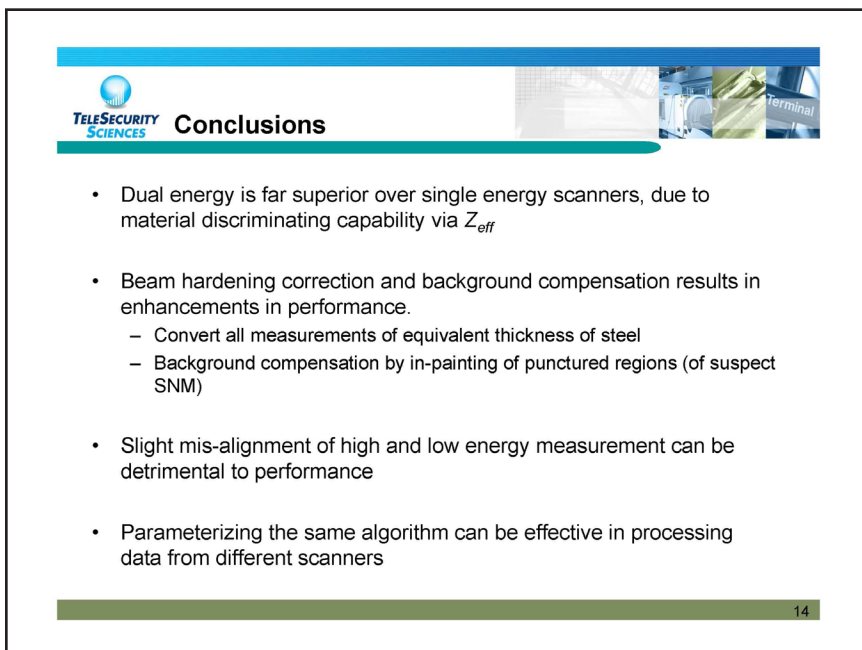 TELESECURITY
SCIENCES
Conclusions
Terminal
• Dual energy is far superior over single energy scanners, due to
material discriminating capability via Zeff
• Beam hardening correction and background compensation results in
enhancements in performance.
– Convert all measurements of equivalent thickness of steel
– Background compensation by in-painting of punctured regions (of suspect
SNM)
• Slight mis-alignment of high and low energy measurement can be
detrimental to performance
• Parameterizing the same algorithm can be effective in processing
data from different scanners
14